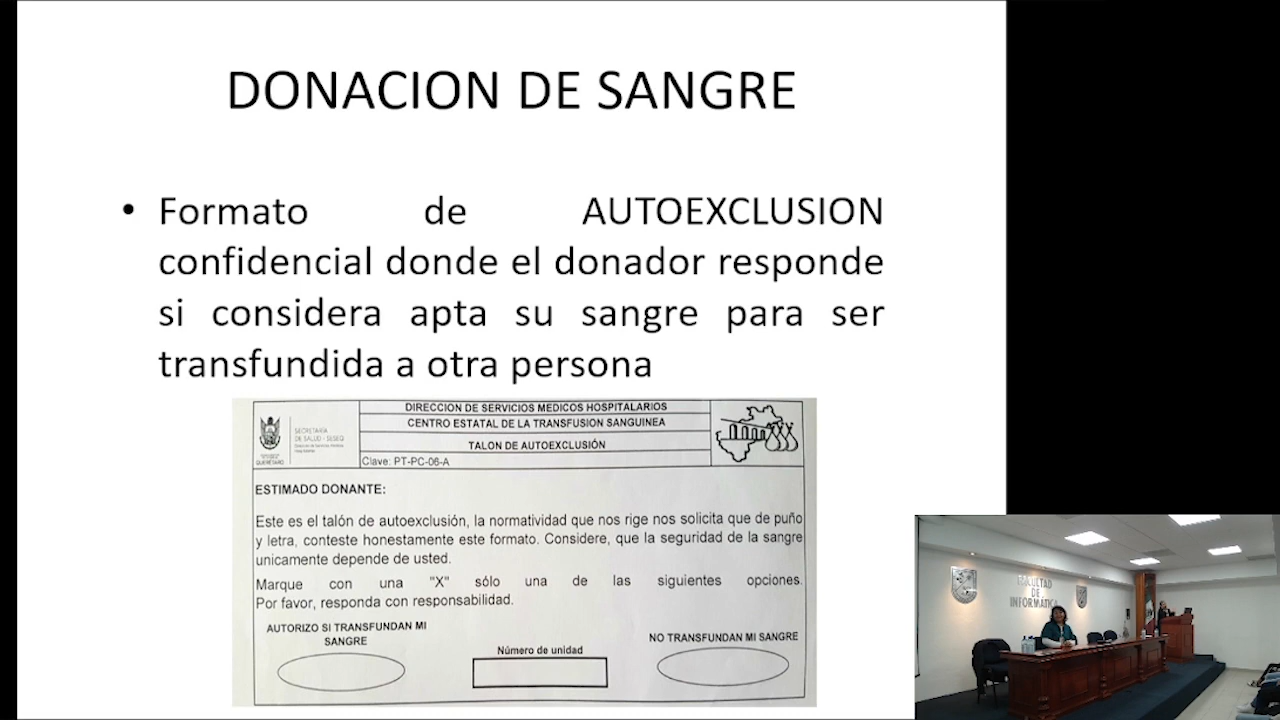 DONACION DE SANGRE
• Formato de AUTOEXCLUSION
confidencial donde el donador responde
si considera apta su sangre para ser
transfundida a otra persona
SECRETARÍA
DE SALUD - SESEQ
QUERÉTARO
DIRECCION DE SERVICIOS MEDICOS HOSPITALARIOS
CENTRO ESTATAL DE LA TRANSFUSION SANGUINEA
TALON DE AUTOEXCLUSIÓN
Clave: PT-PC-06-A
ESTIMADO DONANTE:
Este es el talón de autoexclusión, la normatividad que nos rige nos solicita que de puño
y letra, conteste honestamente este formato. Considere, que la seguridad de la sangre
unicamente depende de usted.
Marque con una "X" sólo una de las siguientes opciones.
Por favor, responda con responsabilidad.
AUTORIZO SI TRANSFUNDAN MI
SANGRE
Número de unidad
NO TRANSFUNDAN MI SANGRE
FACULTAD
DE
INFORMÁTICA